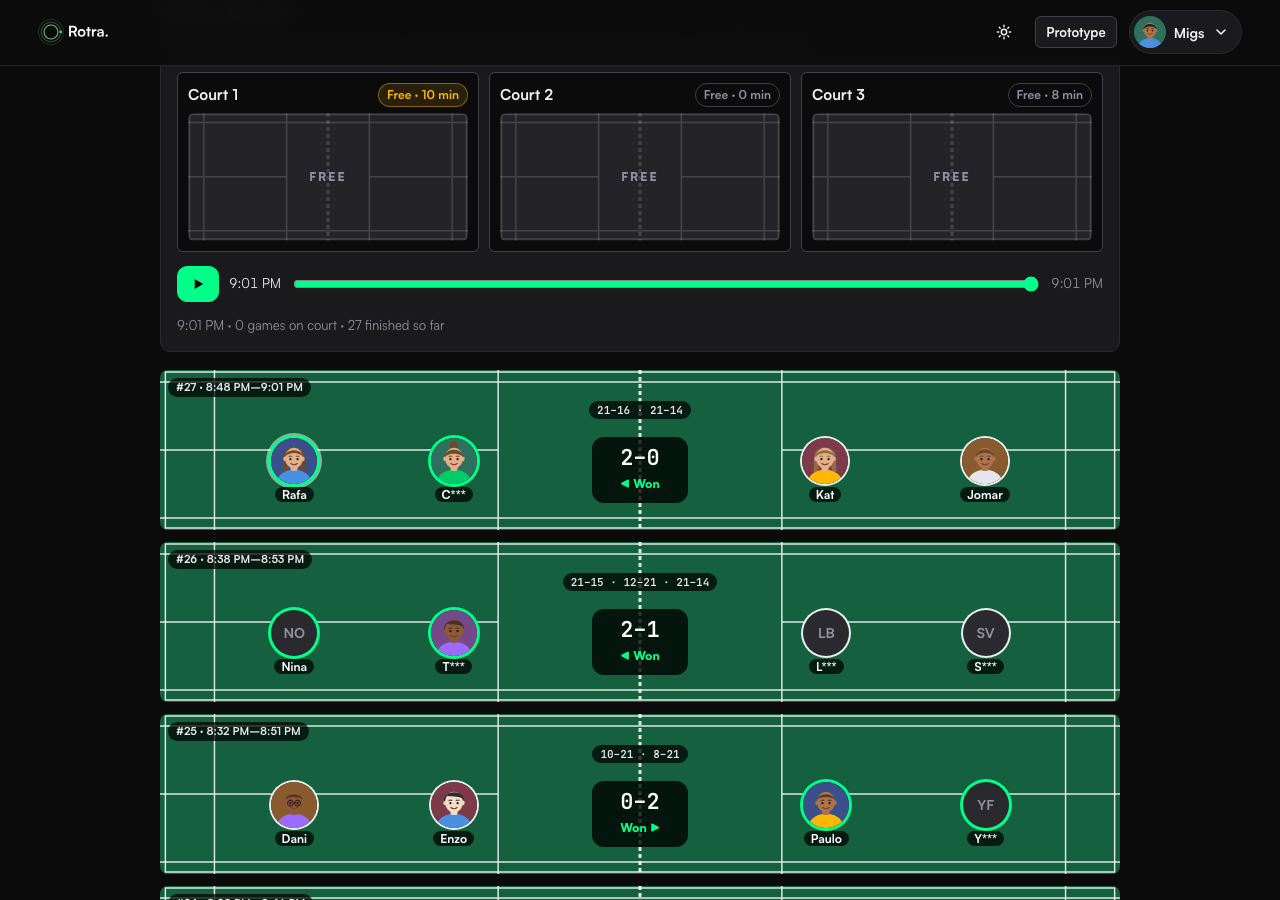 Rotra.
Prototype
Migs
Court 1
Free · 10 min
Court 2
Free · 0 min
Court 3
Free · 8 min
FREE
FREE
FREE
9:01 PM
9:01 PM
9:01 PM · 0 games on court · 27 finished so far
#27 · 8:48 PM–9:01 PM
21–16 · 21–14
2–0
◀ Won
Rafa
C***
Kat
Jomar
#26 · 8:38 PM–8:53 PM
21–15 · 12–21 · 21–14
2–1
◀ Won
NO
LB
SV
Nina
T***
L***
S***
#25 · 8:32 PM–8:51 PM
10–21 · 8–21
0–2
Won ▶
YF
Dani
Enzo
Paulo
Y***